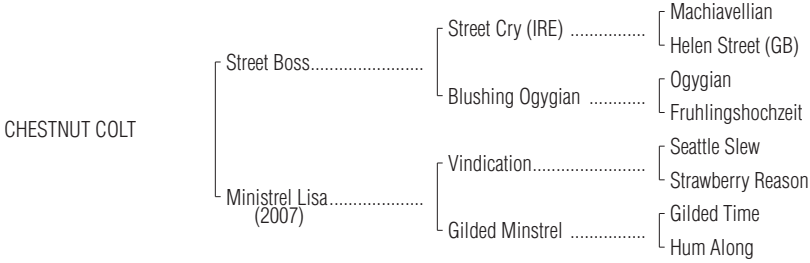 Machiavellian
Street Cry (IRE) ................
Helen Street (GB)
Street Boss........................
Ogygian
Blushing Ogygian ............
Fruhlingshochzeit
CHESTNUT COLT
Seattle Slew
Vindication........................
Strawberry Reason
Ministrel Lisa....................
(2007)
Gilded Time
Gilded Minstrel ................
Hum Along